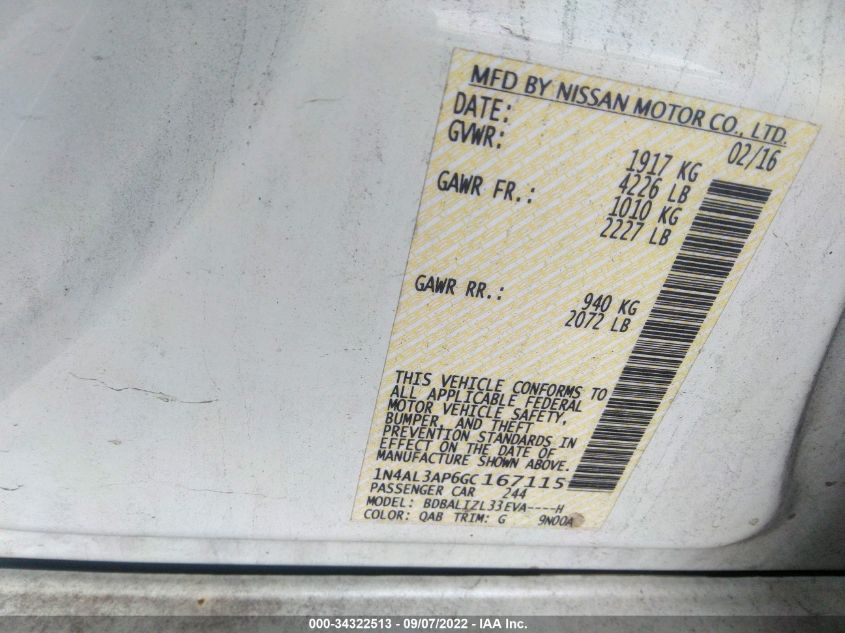 MFD BY NISSAN MOTOR CO., LTD.
DATE: 02/16
GVWR: 1917 KG
4226 LB
GAWR FR.: 1010 KG
2227 LB
GAWR RR.: 940 KG
2072 LB
THIS VEHICLE CONFORMS TO
ALL APPLICABLE FEDERAL
MOTOR VEHICLE SAFETY,
BUMPER, AND THEFT
PREVENTION STANDARDS IN
EFFECT ON THE DATE OF
MANUFACTURE SHOWN ABOVE.
1N4AL3AP6GC167115
PASSENGER CAR 244
MODEL: BDBALIZL33EVA----H
COLOR: QAB TRIM: G 9N00A
000-34322513 - 09/07/2022 - IAA Inc.